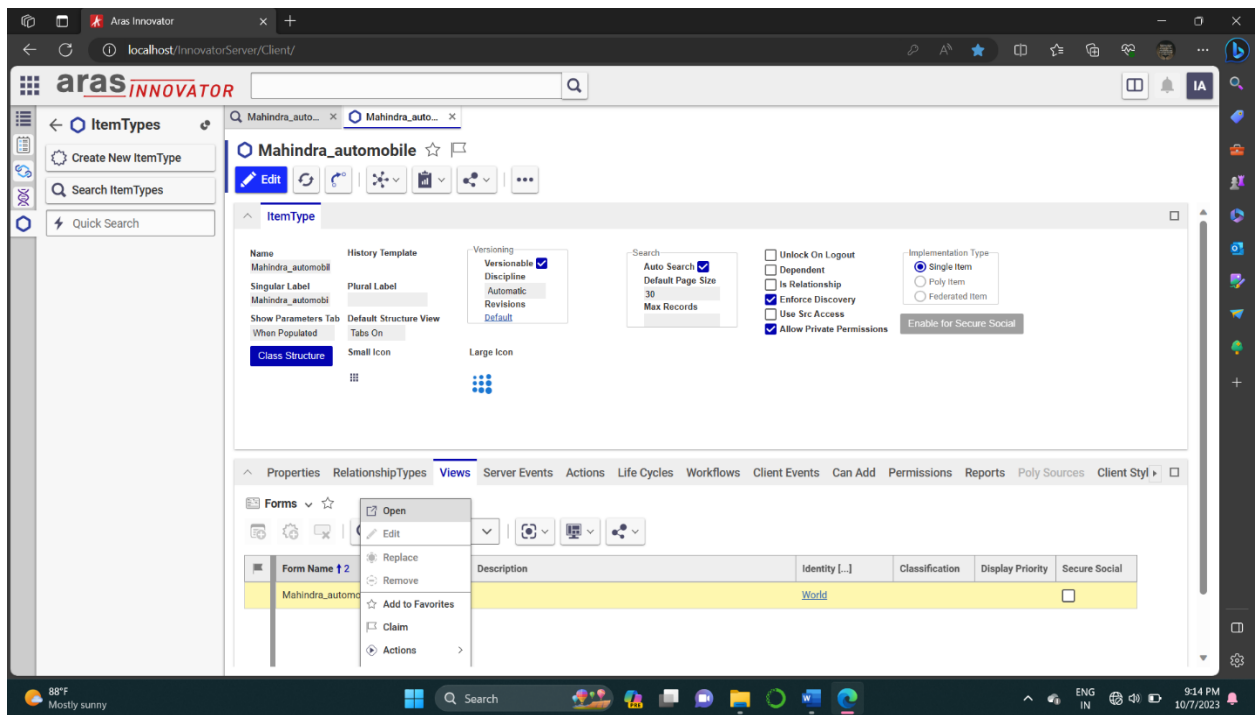 Aras Innovator
localhost/InnovatorServer/Client/
aras INNOVATOR
IA
ItemTypes
Create New ItemType
Search ItemTypes
Quick Search
Mahindra_auto...
Mahindra_auto...
Mahindra_automobile
Edit
ItemType
Name
Mahindra_automobil
History Template
Singular Label
Mahindra_automobi
Plural Label
Show Parameters Tab
When Populated
Default Structure View
Tabs On
Class Structure
Small Icon
Large Icon
Versioning
Versionable
Discipline
Automatic
Revisions
Default
Search
Auto Search
Default Page Size
30
Max Records
Unlock On Logout
Dependent
Is Relationship
Enforce Discovery
Use Src Access
Allow Private Permissions
Implementation Type
Single Item
Poly Item
Federated Item
Enable for Secure Social
Properties RelationshipTypes Views Server Events Actions Life Cycles Workflows Client Events Can Add Permissions Reports Poly Sources Client Styl
Forms
Open
Edit
Replace
Remove
Add to Favorites
Claim
Actions
Form Name 2 Description Identity [...] Classification Display Priority Secure Social
Mahindra_automo World
88°F
Mostly sunny
Search
PRE
ENG
IN
9:14 PM
10/7/2023